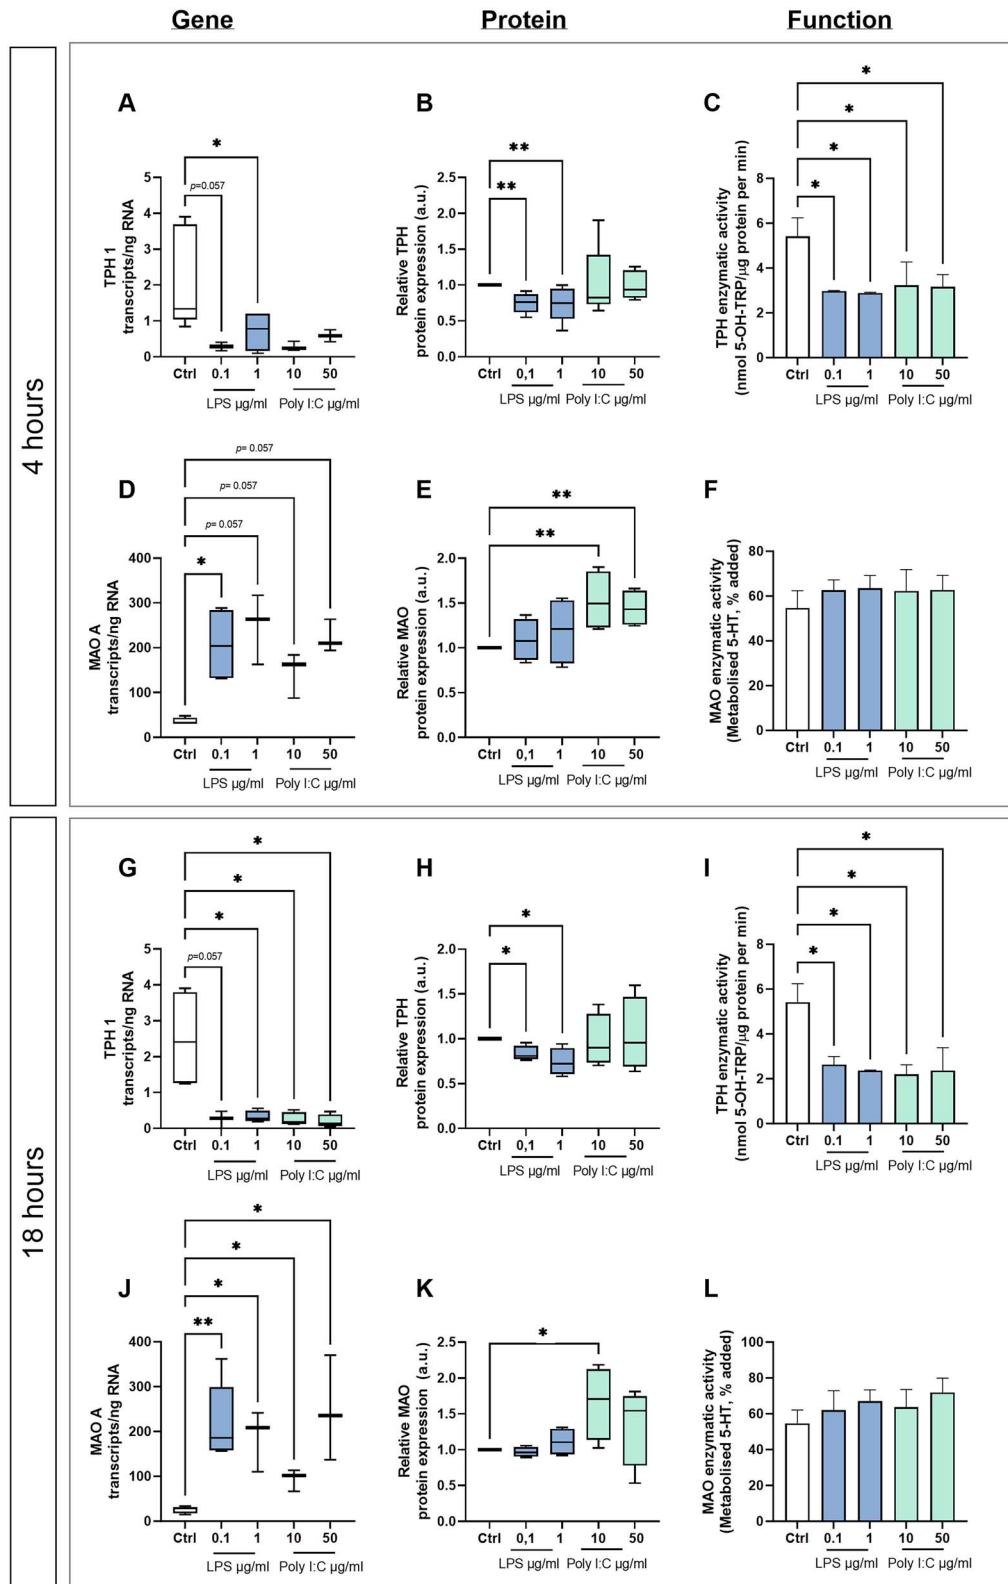 Gene Protein Function
4 hours
A
*
p=0.057
TPH 1
transcripts/ng RNA
5
4
3
2
1
0
Ctrl 0.1 1 10 50
LPS µg/ml Poly I:C µg/ml
B
**
**
Relative TPH
protein expression (a.u.)
2.0
1.5
1.0
0.5
0.0
Ctrl 0,1 1 10 50
LPS µg/ml Poly I:C µg/ml
C
*
*
*
*
TPH enzymatic activity
(nmol 5-OH-TRP/µg protein per min)
8
6
4
2
0
Ctrl 0.1 1 10 50
LPS µg/ml Poly I:C µg/ml
D
p= 0.057
p= 0.057
p= 0.057
*
MAO A
transcripts/ng RNA
400
300
200
100
0
Ctrl 0.1 1 10 50
LPS µg/ml Poly I:C µg/ml
E
**
**
Relative MAO
protein expression (a.u.)
2.0
1.5
1.0
0.5
0.0
Ctrl 0,1 1 10 50
LPS µg/ml Poly I:C µg/ml
F
MAO enzymatic activity
(Metabolised 5-HT, % added)
80
60
40
20
0
Ctrl 0.1 1 10 50
LPS µg/ml Poly I:C µg/ml
18 hours
G
*
*
*
p=0.057
TPH 1
transcripts/ng RNA
5
4
3
2
1
0
Ctrl 0.1 1 10 50
LPS µg/ml Poly I:C µg/ml
H
*
*
Relative TPH
protein expression (a.u.)
2.0
1.5
1.0
0.5
0.0
Ctrl 0,1 1 10 50
LPS µg/ml Poly I:C µg/ml
I
*
*
*
*
TPH enzymatic activity
(nmol 5-OH-TRP/µg protein per min)
8
6
4
2
0
Ctrl 0.1 1 10 50
LPS µg/ml Poly I:C µg/ml
J
*
*
*
**
MAO A
transcripts/ng RNA
400
300
200
100
0
Ctrl 0.1 1 10 50
LPS µg/ml Poly I:C µg/ml
K
*
Relative MAO
protein expression (a.u.)
2.5
2.0
1.5
1.0
0.5
0.0
Ctrl 0,1 1 10 50
LPS µg/ml Poly I:C µg/ml
L
MAO enzymatic activity
(Metabolised 5-HT, % added)
100
80
60
40
20
0
Ctrl 0.1 1 10 50
LPS µg/ml Poly I:C µg/ml